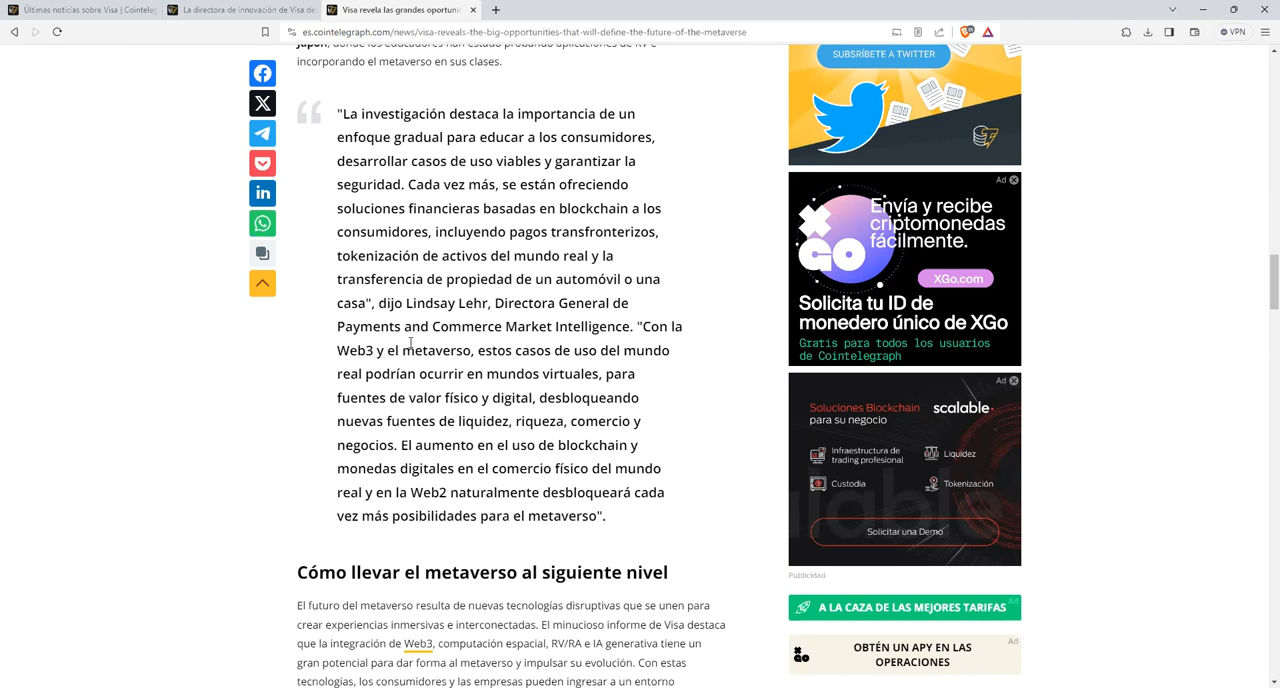 Últimas noticias sobre Visa | Cointeleg
La directora de innovación de Visa de
Visa revela las grandes oportuni
es.cointelegraph.com/news/visa-reveals-the-big-opportunities-that-will-define-the-future-of-the-metaverse
VPN
Japón, donde los educadores han estado probando aplicaciones de RV e
incorporando el metaverso en sus clases.
"La investigación destaca la importancia de un
enfoque gradual para educar a los consumidores,
desarrollar casos de uso viables y garantizar la
seguridad. Cada vez más, se están ofreciendo
soluciones financieras basadas en blockchain a los
consumidores, incluyendo pagos transfronterizos,
tokenización de activos del mundo real y la
transferencia de propiedad de un automóvil o una
casa", dijo Lindsay Lehr, Directora General de
Payments and Commerce Market Intelligence. "Con la
Web3 y el metaverso, estos casos de uso del mundo
real podrían ocurrir en mundos virtuales, para
fuentes de valor físico y digital, desbloqueando
nuevas fuentes de liquidez, riqueza, comercio y
negocios. El aumento en el uso de blockchain y
monedas digitales en el comercio físico del mundo
real y en la Web2 naturalmente desbloqueará cada
vez más posibilidades para el metaverso".
Cómo llevar el metaverso al siguiente nivel
El futuro del metaverso resulta de nuevas tecnologías disruptivas que se unen para
crear experiencias inmersivas e interconectadas. El minucioso informe de Visa destaca
que la integración de Web3, computación espacial, RV/RA e IA generativa tiene un
gran potencial para dar forma al metaverso y impulsar su evolución. Con estas
tecnologías, los consumidores y las empresas pueden ingresar a un entorno
SUBSRÍBETE A TWITTER
Ad
XGO
Envía y recibe
criptomonedas
fácilmente.
XGo.com
Solicita tu ID de
monedero único de XGo
Gratis para todos los usuarios
de Cointelegraph
Ad
Soluciones Blockchain
para su negocio
scalable
Infraestructura de
trading profesional
Liquidez
Custodia
Tokenización
Solicitar una Demo
Publicidad
A LA CAZA DE LAS MEJORES TARIFAS
Ad
OBTÉN UN APY EN LAS
OPERACIONES
Ad